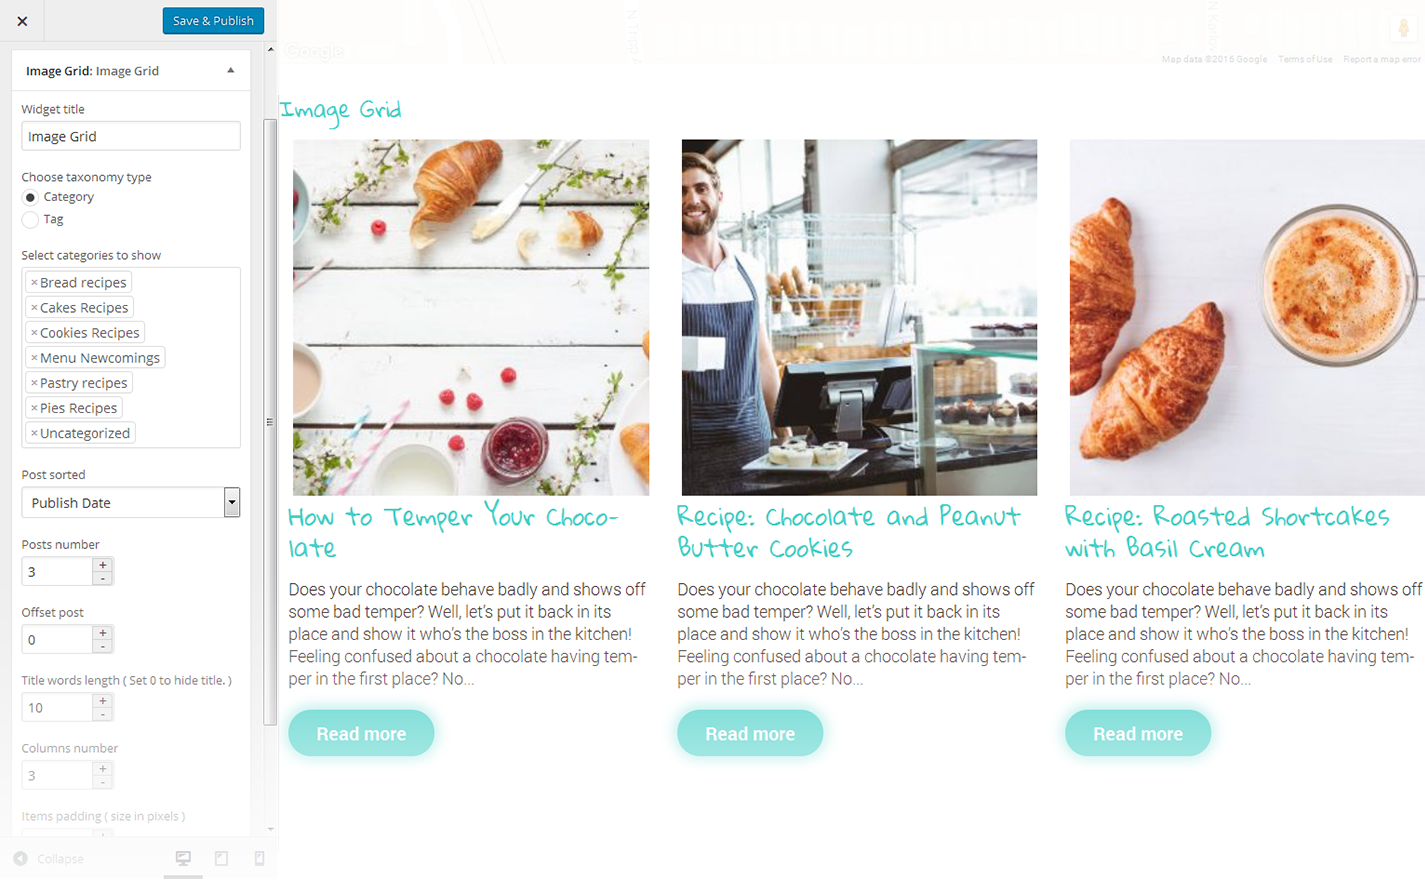 Save & Publish
Image Grid: Image Grid
Widget title
Image Grid
Choose taxonomy type
Category
Tag
Select categories to show
×Bread recipes
×Cakes Recipes
×Cookies Recipes
×Menu Newcomings
×Pastry recipes
×Pies Recipes
×Uncategorized
Post sorted
Publish Date
Posts number
3
Offset post
0
Title words length ( Set 0 to hide title. )
10
Columns number
3
Items padding ( size in pixels )
Collapse
Google
Map data ©2016 Google Terms of Use Report a map error
Image Grid
How to Temper Your Choco-
late
Does your chocolate behave badly and shows off
some bad temper? Well, let's put it back in its
place and show it who's the boss in the kitchen!
Feeling confused about a chocolate having tem-
per in the first place? No...
Read more
Recipe: Chocolate and Peanut
Butter Cookies
Does your chocolate behave badly and shows off
some bad temper? Well, let's put it back in its
place and show it who's the boss in the kitchen!
Feeling confused about a chocolate having tem-
per in the first place? No...
Read more
Recipe: Roasted Shortcakes
with Basil Cream
Does your chocolate behave badly and shows off
some bad temper? Well, let's put it back in its
place and show it who's the boss in the kitchen!
Feeling confused about a chocolate having tem-
per in the first place? No...
Read more